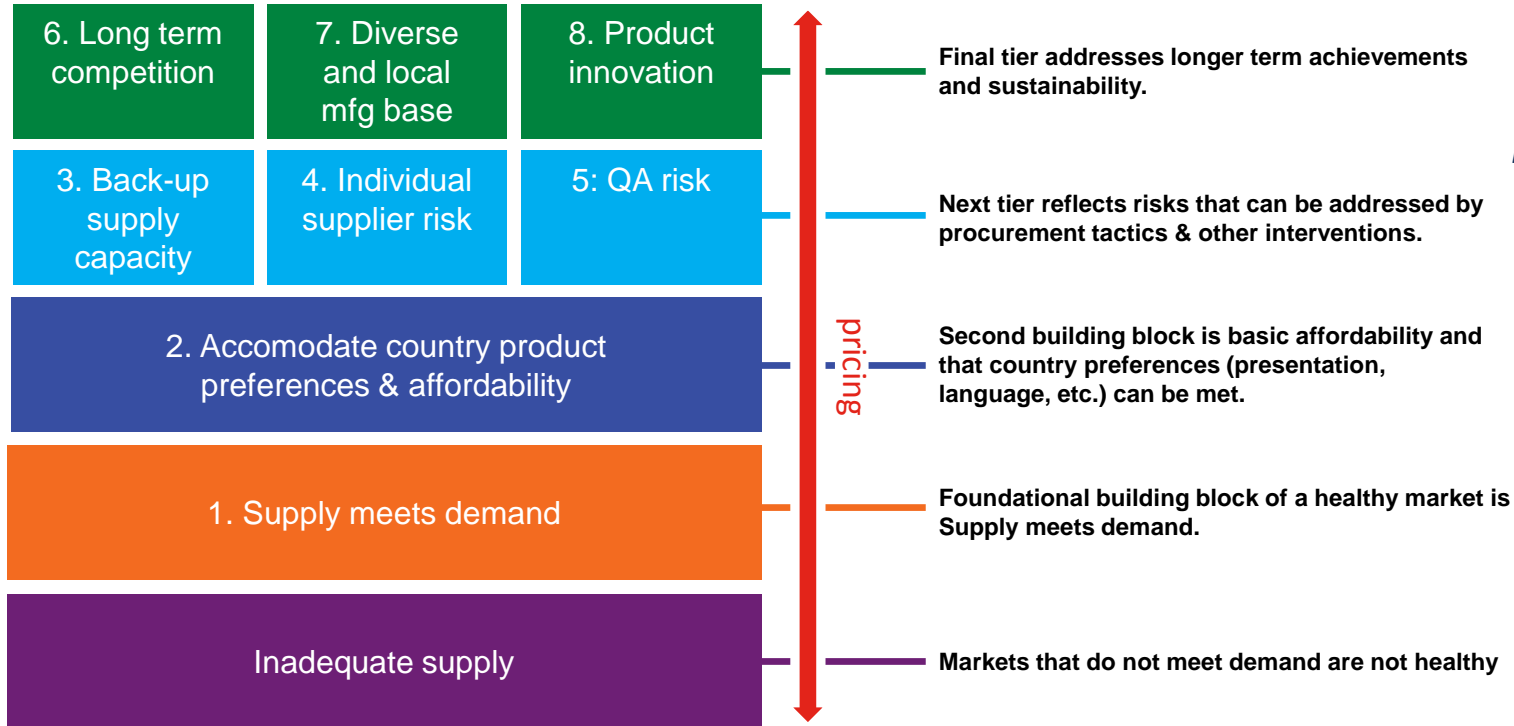 6. Long term
competition
7. Diverse
and local
mfg base
8. Product
innovation
Final tier addresses longer term achievements
and sustainability.
3. Back-up
supply
capacity
4. Individual
supplier risk
5: QA risk
Next tier reflects risks that can be addressed by
procurement tactics & other interventions.
2. Accomodate country product
preferences & affordability
pricing
Second building block is basic affordability and
that country preferences (presentation,
language, etc.) can be met.
1. Supply meets demand
Foundational building block of a healthy market is
Supply meets demand.
Inadequate supply
Markets that do not meet demand are not healthy